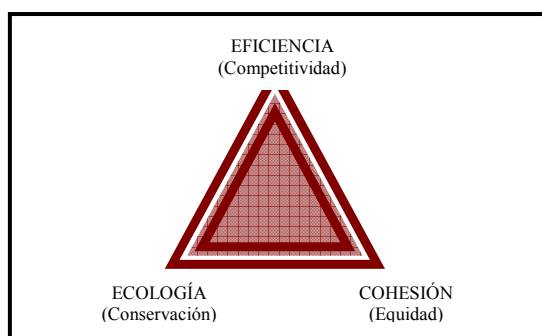 EFICIENCIA
(Competitividad)
ECOLOGÍA
(Conservación)
COHESIÓN
(Equidad)